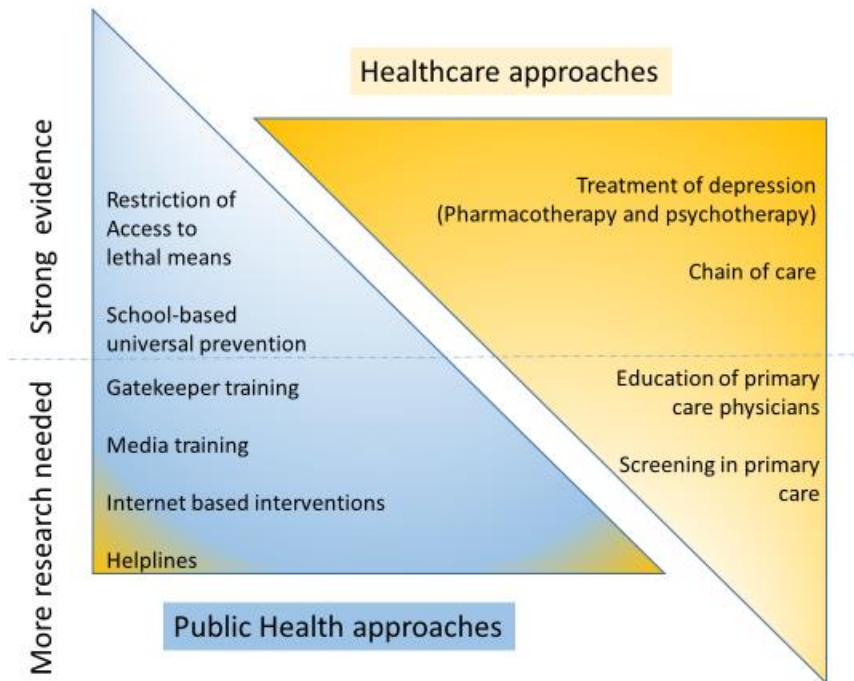 Healthcare approaches
Strong evidence
Restriction of
Access to
lethal means
School-based
universal prevention
Treatment of depression
(Pharmacotherapy and psychotherapy)
Chain of care
More research needed
Gatekeeper training
Media training
Internet based interventions
Helplines
Education of primary
care physicians
Screening in primary
care
Public Health approaches